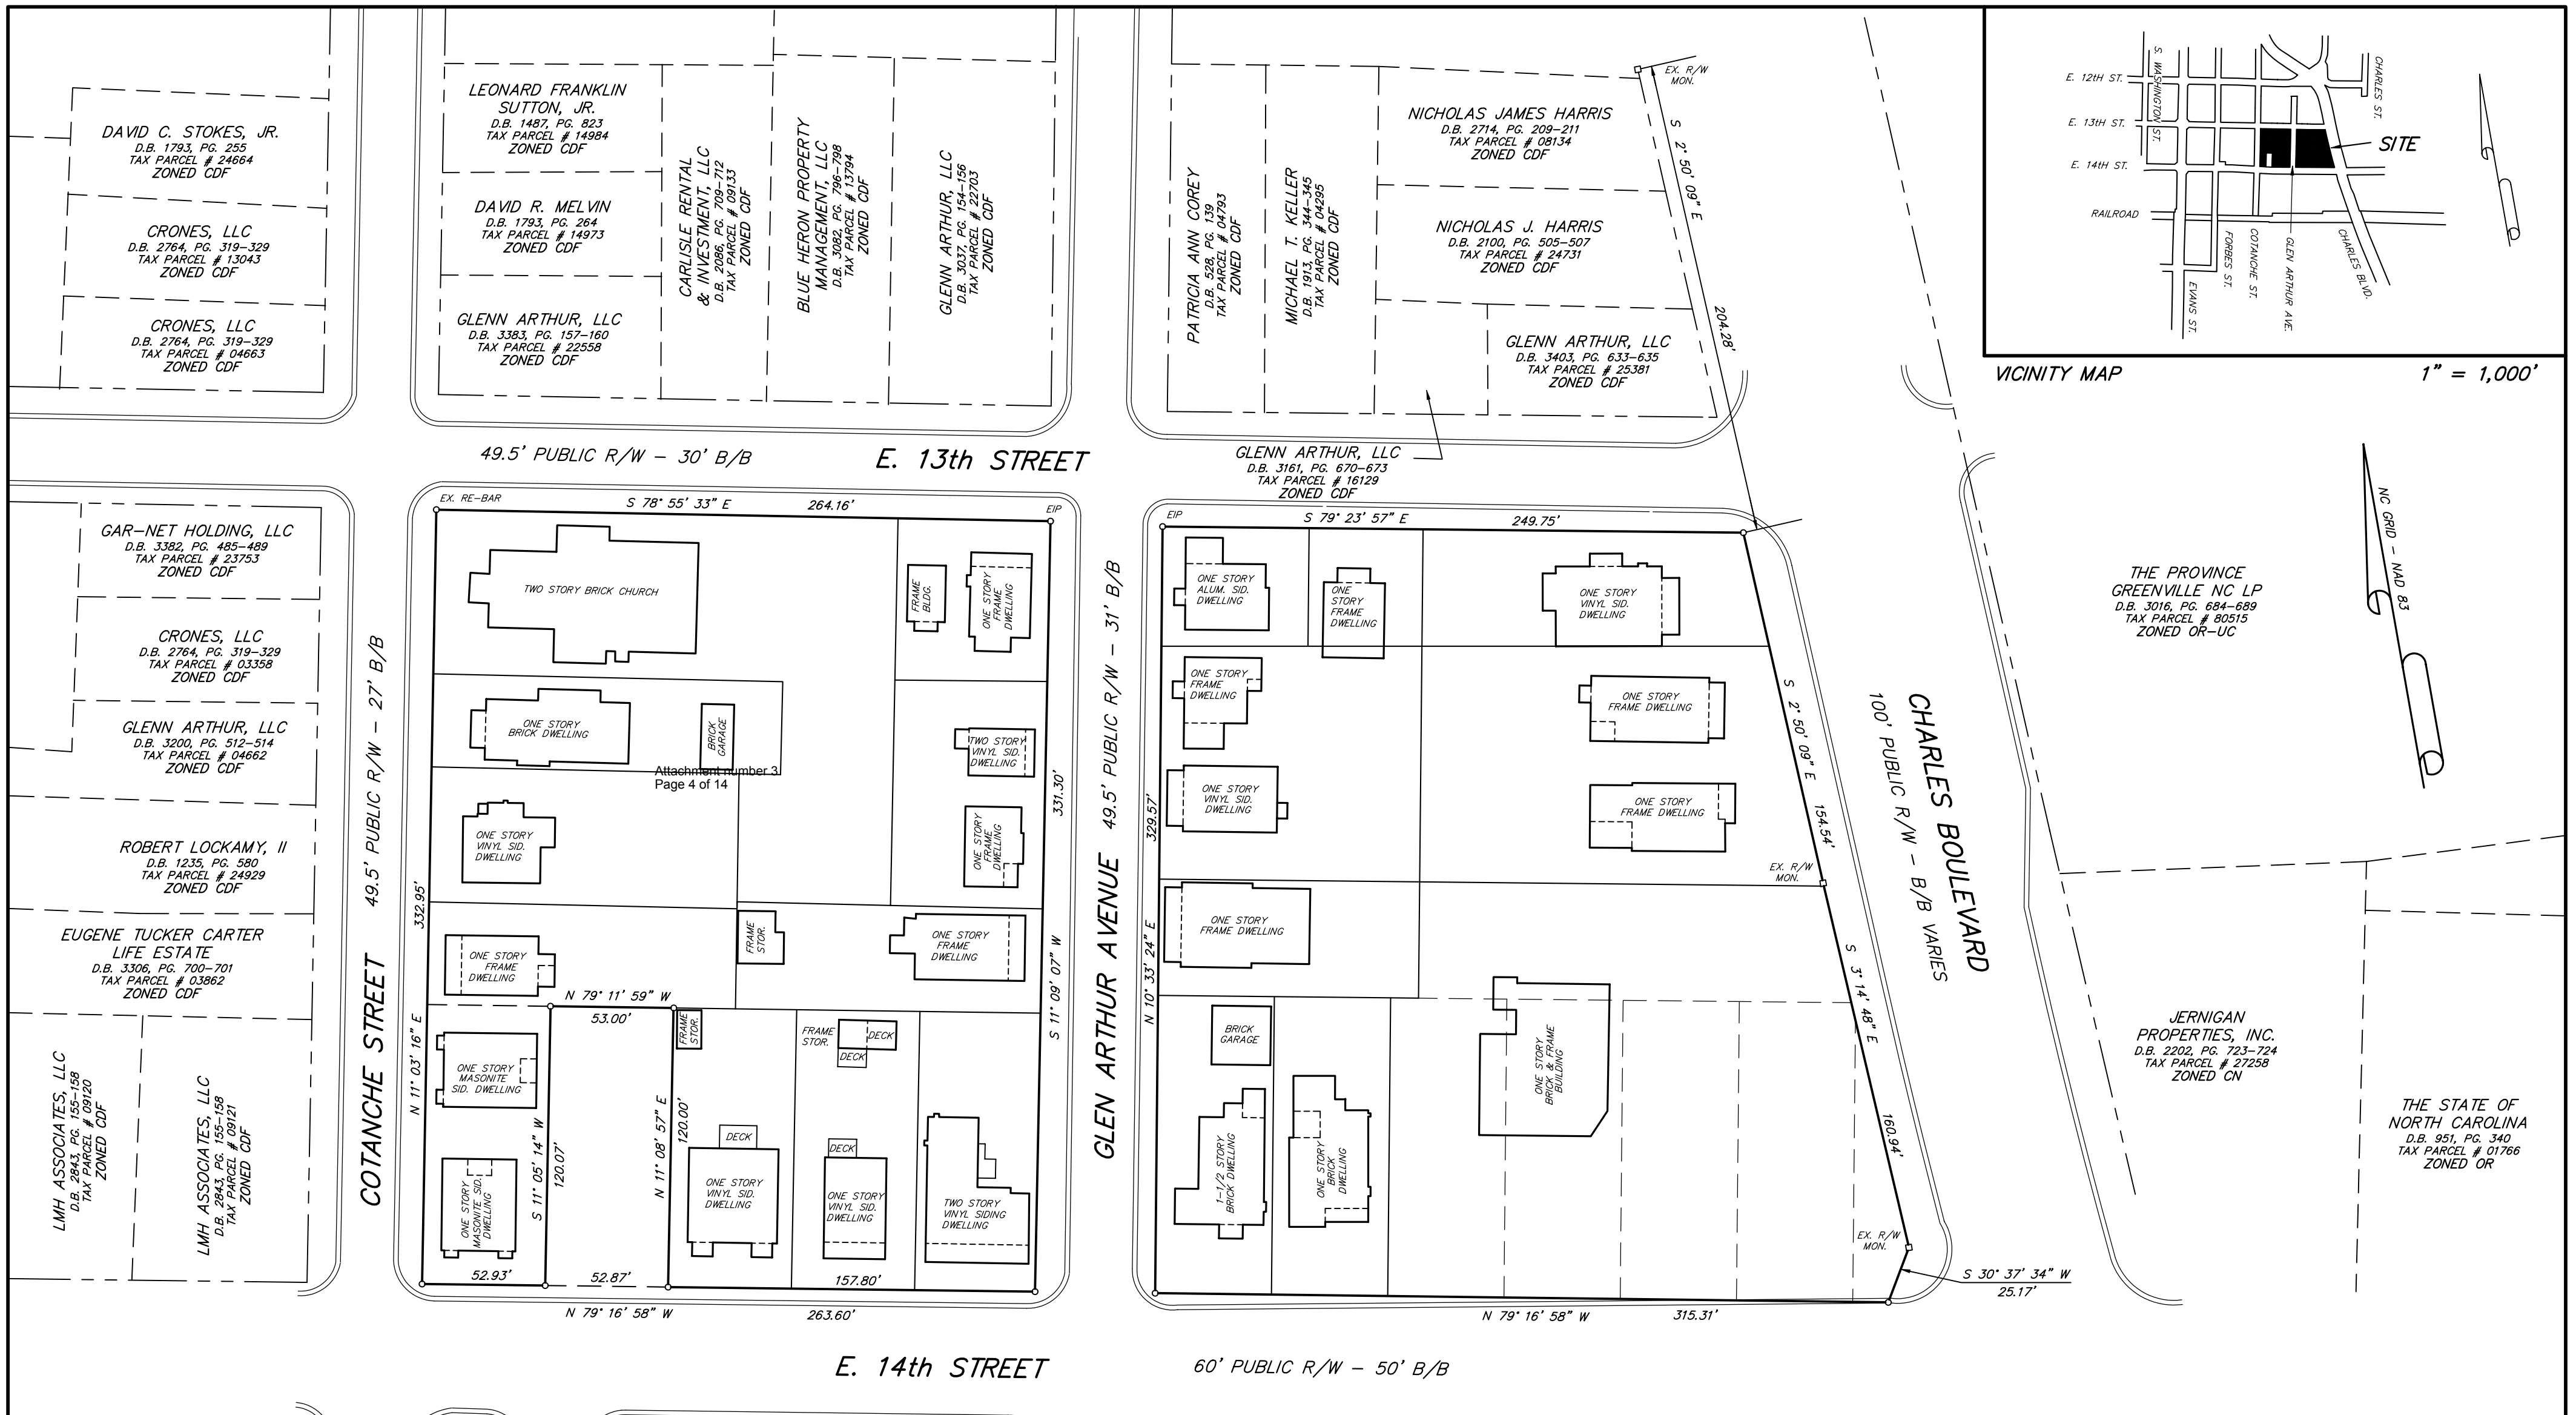 DAVID C. STOKES, JR.
D.B. 1793, PG. 255
TAX PARCEL # 24664
ZONED CDF
CRONES, LLC
D.B. 2764, PG. 319-329
TAX PARCEL # 13043
ZONED CDF
CRONES, LLC
D.B. 2764, PG. 319-329
TAX PARCEL # 04663
ZONED CDF
LEONARD FRANKLIN
SUTTON, JR.
D.B. 1487, PG. 823
TAX PARCEL # 14984
ZONED CDF
DAVID R. MELVIN
D.B. 1793, PG. 264
TAX PARCEL # 14973
ZONED CDF
GLENN ARTHUR, LLC
D.B. 3383, PG. 157-160
TAX PARCEL # 22558
ZONED CDF
CARLISLE RENTAL
& INVESTMENT, LLC
D.B. 2086, PG. 709-712
TAX PARCEL # 09133
ZONED CDF
BLUE HERON PROPERTY
MANAGEMENT, LLC
D.B. 3082, PG. 796-798
TAX PARCEL # 13794
ZONED CDF
GLENN ARTHUR, LLC
D.B. 3037, PG. 154-156
TAX PARCEL # 22703
ZONED CDF
PATRICIA ANN COREY
D.B. 528, PG. 139
TAX PARCEL # 04793
ZONED CDF
MICHAEL T. KELLER
D.B. 1913, PG. 344-345
TAX PARCEL # 04295
ZONED CDF
NICHOLAS JAMES HARRIS
D.B. 2714, PG. 209-211
TAX PARCEL # 08134
ZONED CDF
NICHOLAS J. HARRIS
D.B. 2100, PG. 505-507
TAX PARCEL # 24731
ZONED CDF
GLENN ARTHUR, LLC
D.B. 3403, PG. 633-635
TAX PARCEL # 25381
ZONED CDF
EX. R/W
MON.
S 2° 50' 09" E
204.28'
E. 12TH ST.
E. 13TH ST.
E. 14TH ST.
RAILROAD
S. WASHINGTON ST.
CHARLES ST.
SITE
EVANS ST.
FORBES ST.
COTANCHE ST.
GLEN ARTHUR AVE.
CHARLES BLVD.
VICINITY MAP
1" = 1,000'
49.5' PUBLIC R/W - 30' B/B
E. 13th STREET
GLENN ARTHUR, LLC
D.B. 3161, PG. 670-673
TAX PARCEL # 16129
ZONED CDF
GAR-NET HOLDING, LLC
D.B. 3382, PG. 485-489
TAX PARCEL # 23753
ZONED CDF
CRONES, LLC
D.B. 2764, PG. 319-329
TAX PARCEL # 03358
ZONED CDF
GLENN ARTHUR, LLC
D.B. 3200, PG. 512-514
TAX PARCEL # 04662
ZONED CDF
ROBERT LOCKAMY, II
D.B. 1235, PG. 580
TAX PARCEL # 24929
ZONED CDF
EUGENE TUCKER CARTER
LIFE ESTATE
D.B. 3306, PG. 700-701
TAX PARCEL # 03862
ZONED CDF
LMH ASSOCIATES, LLC
D.B. 2843, PG. 155-158
TAX PARCEL # 09120
ZONED CDF
LMH ASSOCIATES, LLC
D.B. 2843, PG. 155-158
TAX PARCEL # 09121
ZONED CDF
COTANCHE STREET
49.5' PUBLIC R/W - 27' B/B
EX. RE-BAR
S 78° 55' 33" E
264.16'
EIP
TWO STORY BRICK CHURCH
FRAME
BLDG.
ONE STORY
FRAME
DWELLING
ONE STORY
BRICK DWELLING
BRICK
GARAGE
Attachment number 3
Page 4 of 14
TWO STORY
VINYL SID.
DWELLING
331.30'
ONE STORY
VINYL SID.
DWELLING
ONE STORY
FRAME
DWELLING
332.95'
ONE STORY
FRAME
DWELLING
FRAME
STOR.
ONE STORY
FRAME
DWELLING
S 11° 09' 07" W
N 79° 11' 59" W
53.00'
N 11° 03' 16" E
ONE STORY
MASONITE
SID. DWELLING
FRAME
STOR.
FRAME
STOR.
DECK
DECK
S 11° 05' 14" W
120.07'
N 11° 08' 57" E
120.00'
ONE STORY
MASONITE SID.
DWELLING
DECK
ONE STORY
VINYL SID.
DWELLING
DECK
ONE STORY
VINYL SID.
DWELLING
TWO STORY
VINYL SIDING
DWELLING
52.93'
52.87'
157.80'
N 79° 16' 58" W
263.60'
GLEN ARTHUR AVENUE
49.5' PUBLIC R/W - 31' B/B
EIP
S 79° 23' 57" E
249.75'
ONE STORY
ALUM. SID.
DWELLING
ONE
STORY
FRAME
DWELLING
ONE STORY
VINYL SID.
DWELLING
ONE STORY
FRAME
DWELLING
ONE STORY
FRAME DWELLING
S 2° 50' 09" E
154.54'
329.57'
ONE STORY
VINYL SID.
DWELLING
ONE STORY
FRAME DWELLING
EX. R/W
MON.
ONE STORY
FRAME DWELLING
N 10° 33' 24" E
S 3° 14' 48" E
160.94'
BRICK
GARAGE
ONE STORY
BRICK & FRAME
BUILDING
1-1/2 STORY
BRICK DWELLING
ONE STORY
BRICK
DWELLING
EX. R/W
MON.
S 30° 37' 34" W
25.17'
N 79° 16' 58" W
315.31'
CHARLES BOULEVARD
100' PUBLIC R/W - B/B VARIES
THE PROVINCE
GREENVILLE NC LP
D.B. 3016, PG. 684-689
TAX PARCEL # 80515
ZONED OR-UC
NC GRID - NAD 83
JERNIGAN
PROPERTIES, INC.
D.B. 2202, PG. 723-724
TAX PARCEL # 27258
ZONED CN
THE STATE OF
NORTH CAROLINA
D.B. 951, PG. 340
TAX PARCEL # 01766
ZONED OR
E. 14th STREET
60' PUBLIC R/W - 50' B/B